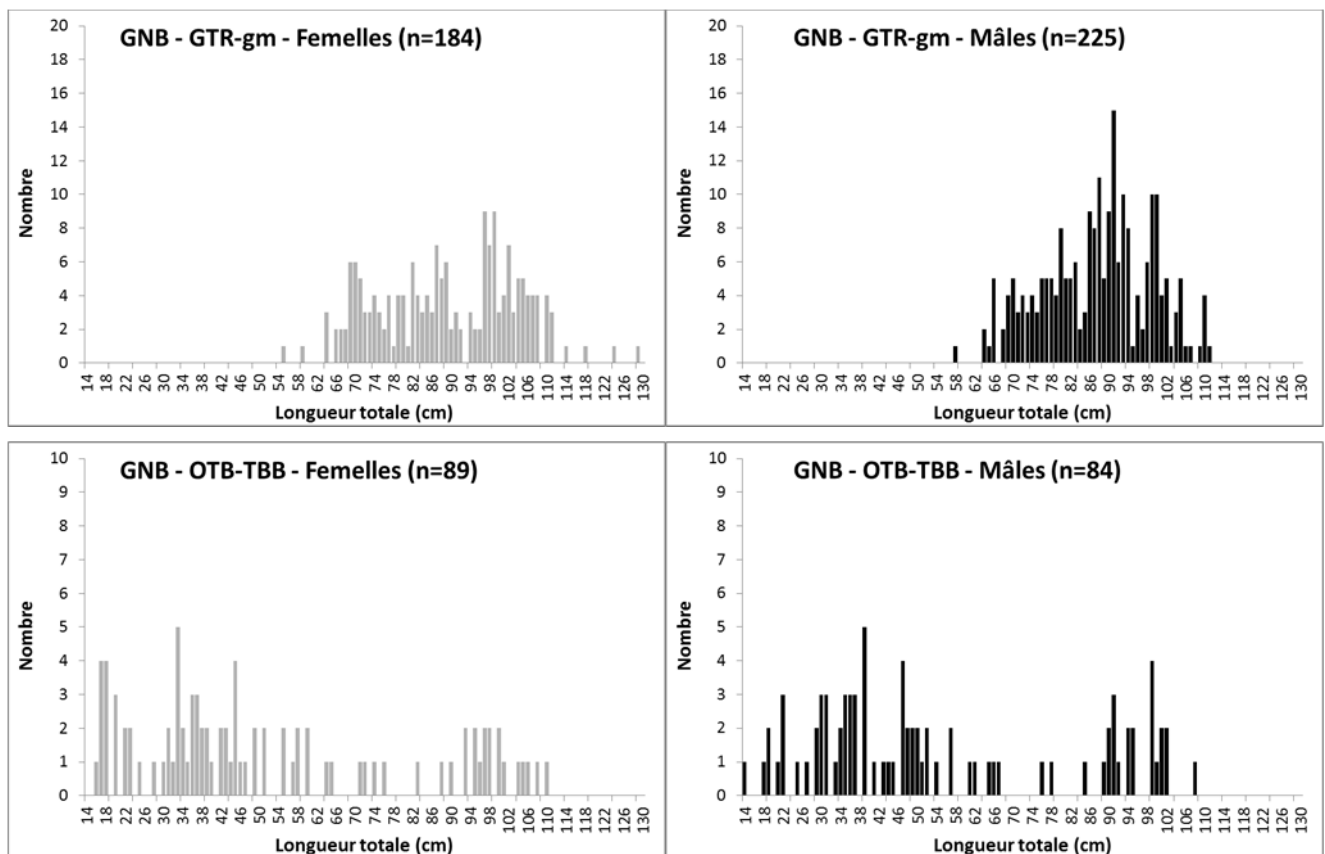 GNB - GTR-gm - Femelles (n=184)
20
18
16
14
12
10
8
6
4
2
0
Nombre
14 18 22 26 30 34 38 42 46 50 54 58 62 66 70 74 78 82 86 90 94 98 102 106 110 114 118 122 126 130
Longueur totale (cm)
GNB - GTR-gm - Mâles (n=225)
20
18
16
14
12
10
8
6
4
2
0
Nombre
14 18 22 26 30 34 38 42 46 50 54 58 62 66 70 74 78 82 86 90 94 98 102 106 110 114 118 122 126 130
Longueur totale (cm)
GNB - OTB-TBB - Femelles (n=89)
10
9
8
7
6
5
4
3
2
1
0
Nombre
14 18 22 26 30 34 38 42 46 50 54 58 62 66 70 74 78 82 86 90 94 98 102 106 110 114 118 122 126 130
Longueur totale (cm)
GNB - OTB-TBB - Mâles (n=84)
10
9
8
7
6
5
4
3
2
1
0
Nombre
14 18 22 26 30 34 38 42 46 50 54 58 62 66 70 74 78 82 86 90 94 98 102 106 110 114 118 122 126 130
Longueur totale (cm)